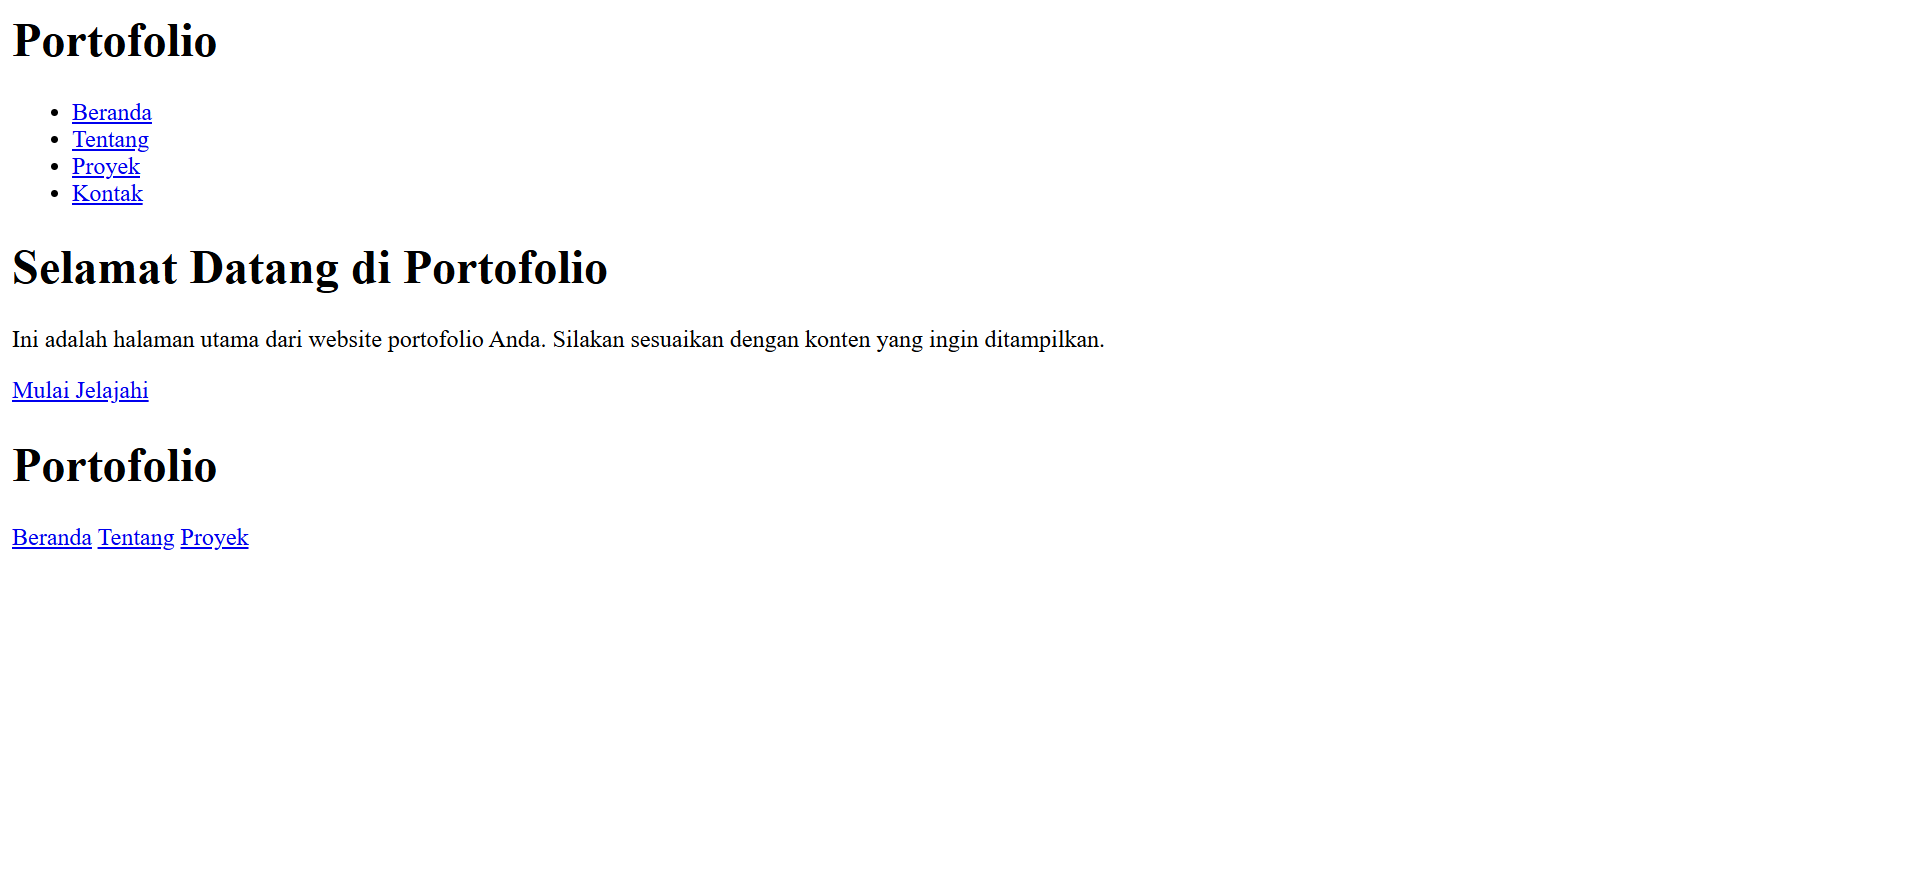 Portofolio
Beranda
Tentang
Proyek
Kontak
Selamat Datang di Portofolio
Ini adalah halaman utama dari website portofolio Anda. Silakan sesuaikan dengan konten yang ingin ditampilkan.
Mulai Jelajahi
Portofolio
Beranda Tentang Proyek